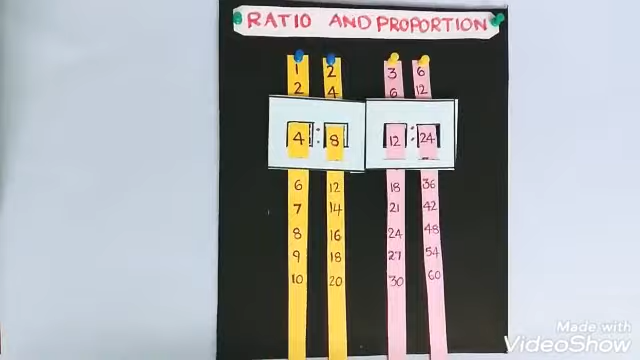 RATIO AND PROPORTION
1 2 3 6
2 4 6 12
4 : 8 12 : 24
6 12 18 36
7 14 21 42
8 16 24 48
9 18 27 54
10 20 30 60
Made with
VideoShow